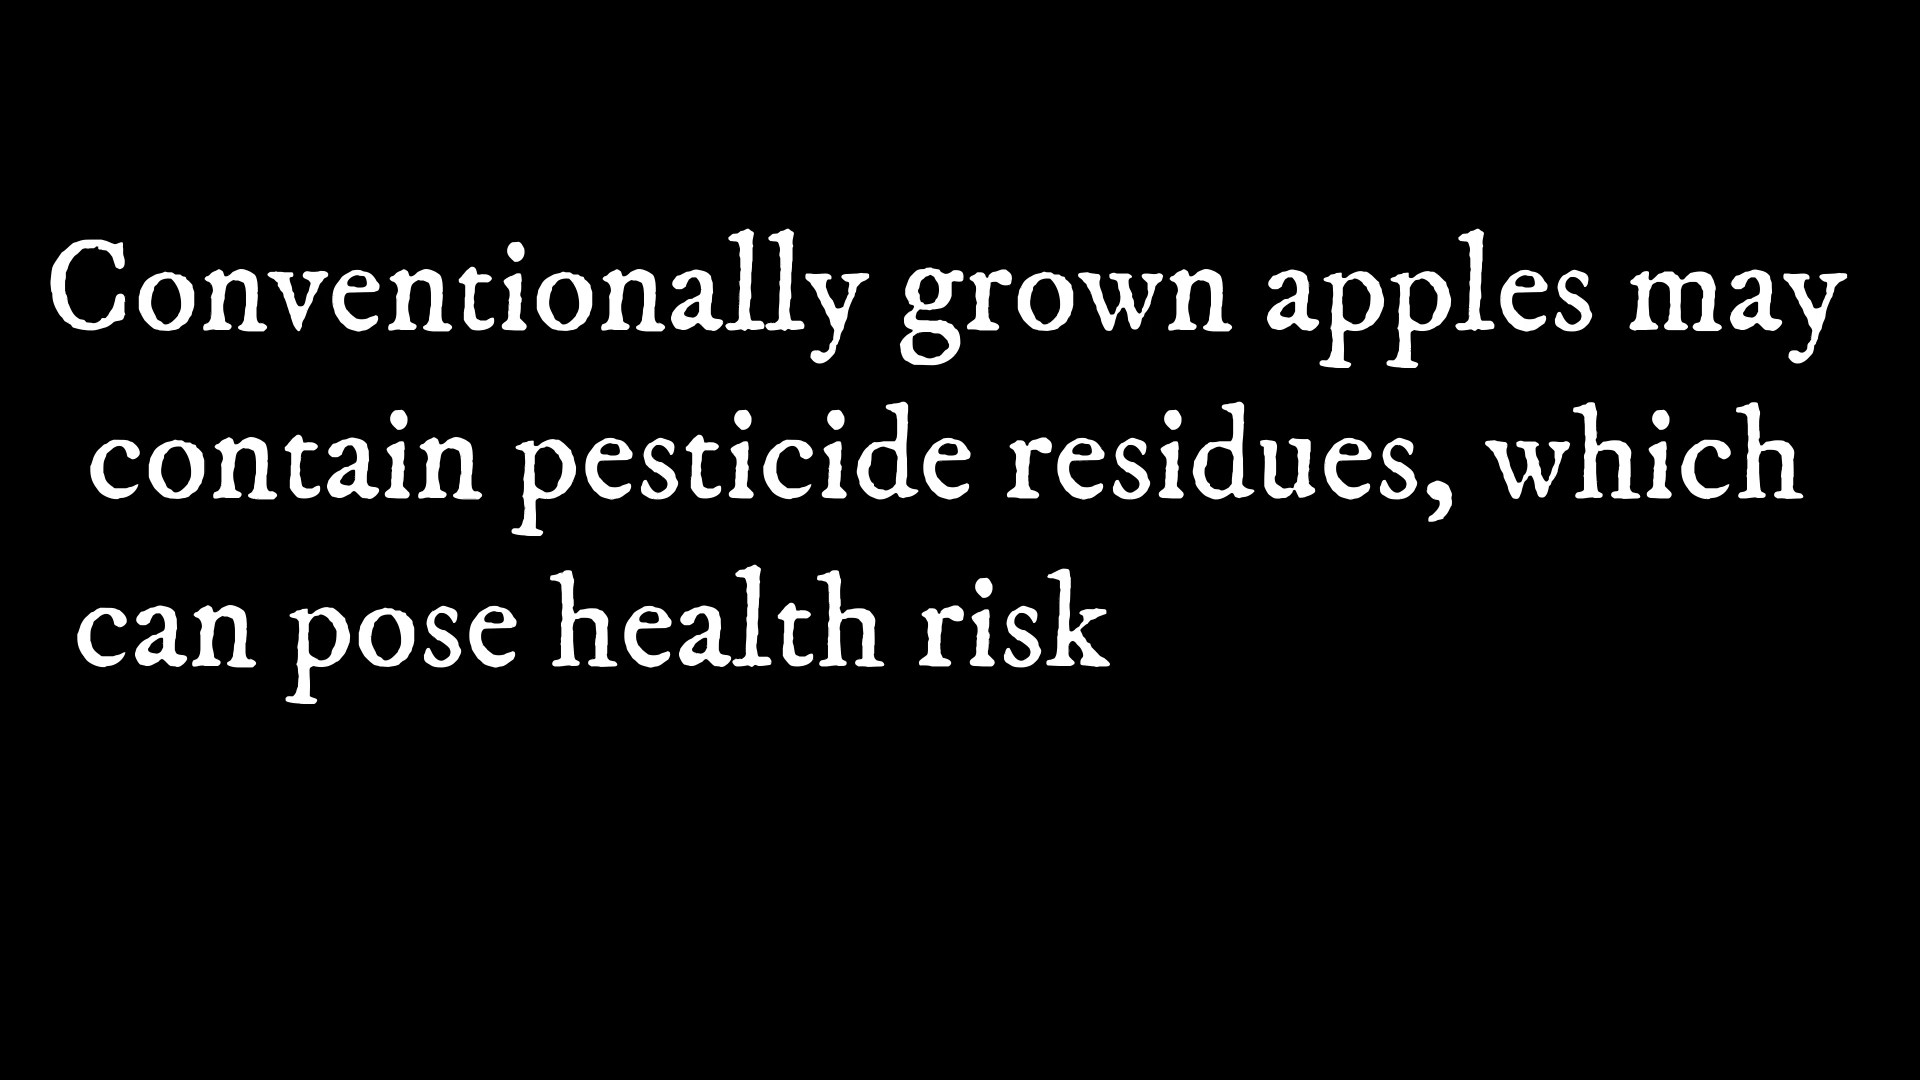 Conventionally grown apples may
contain pesticide residues, which
can pose health risk